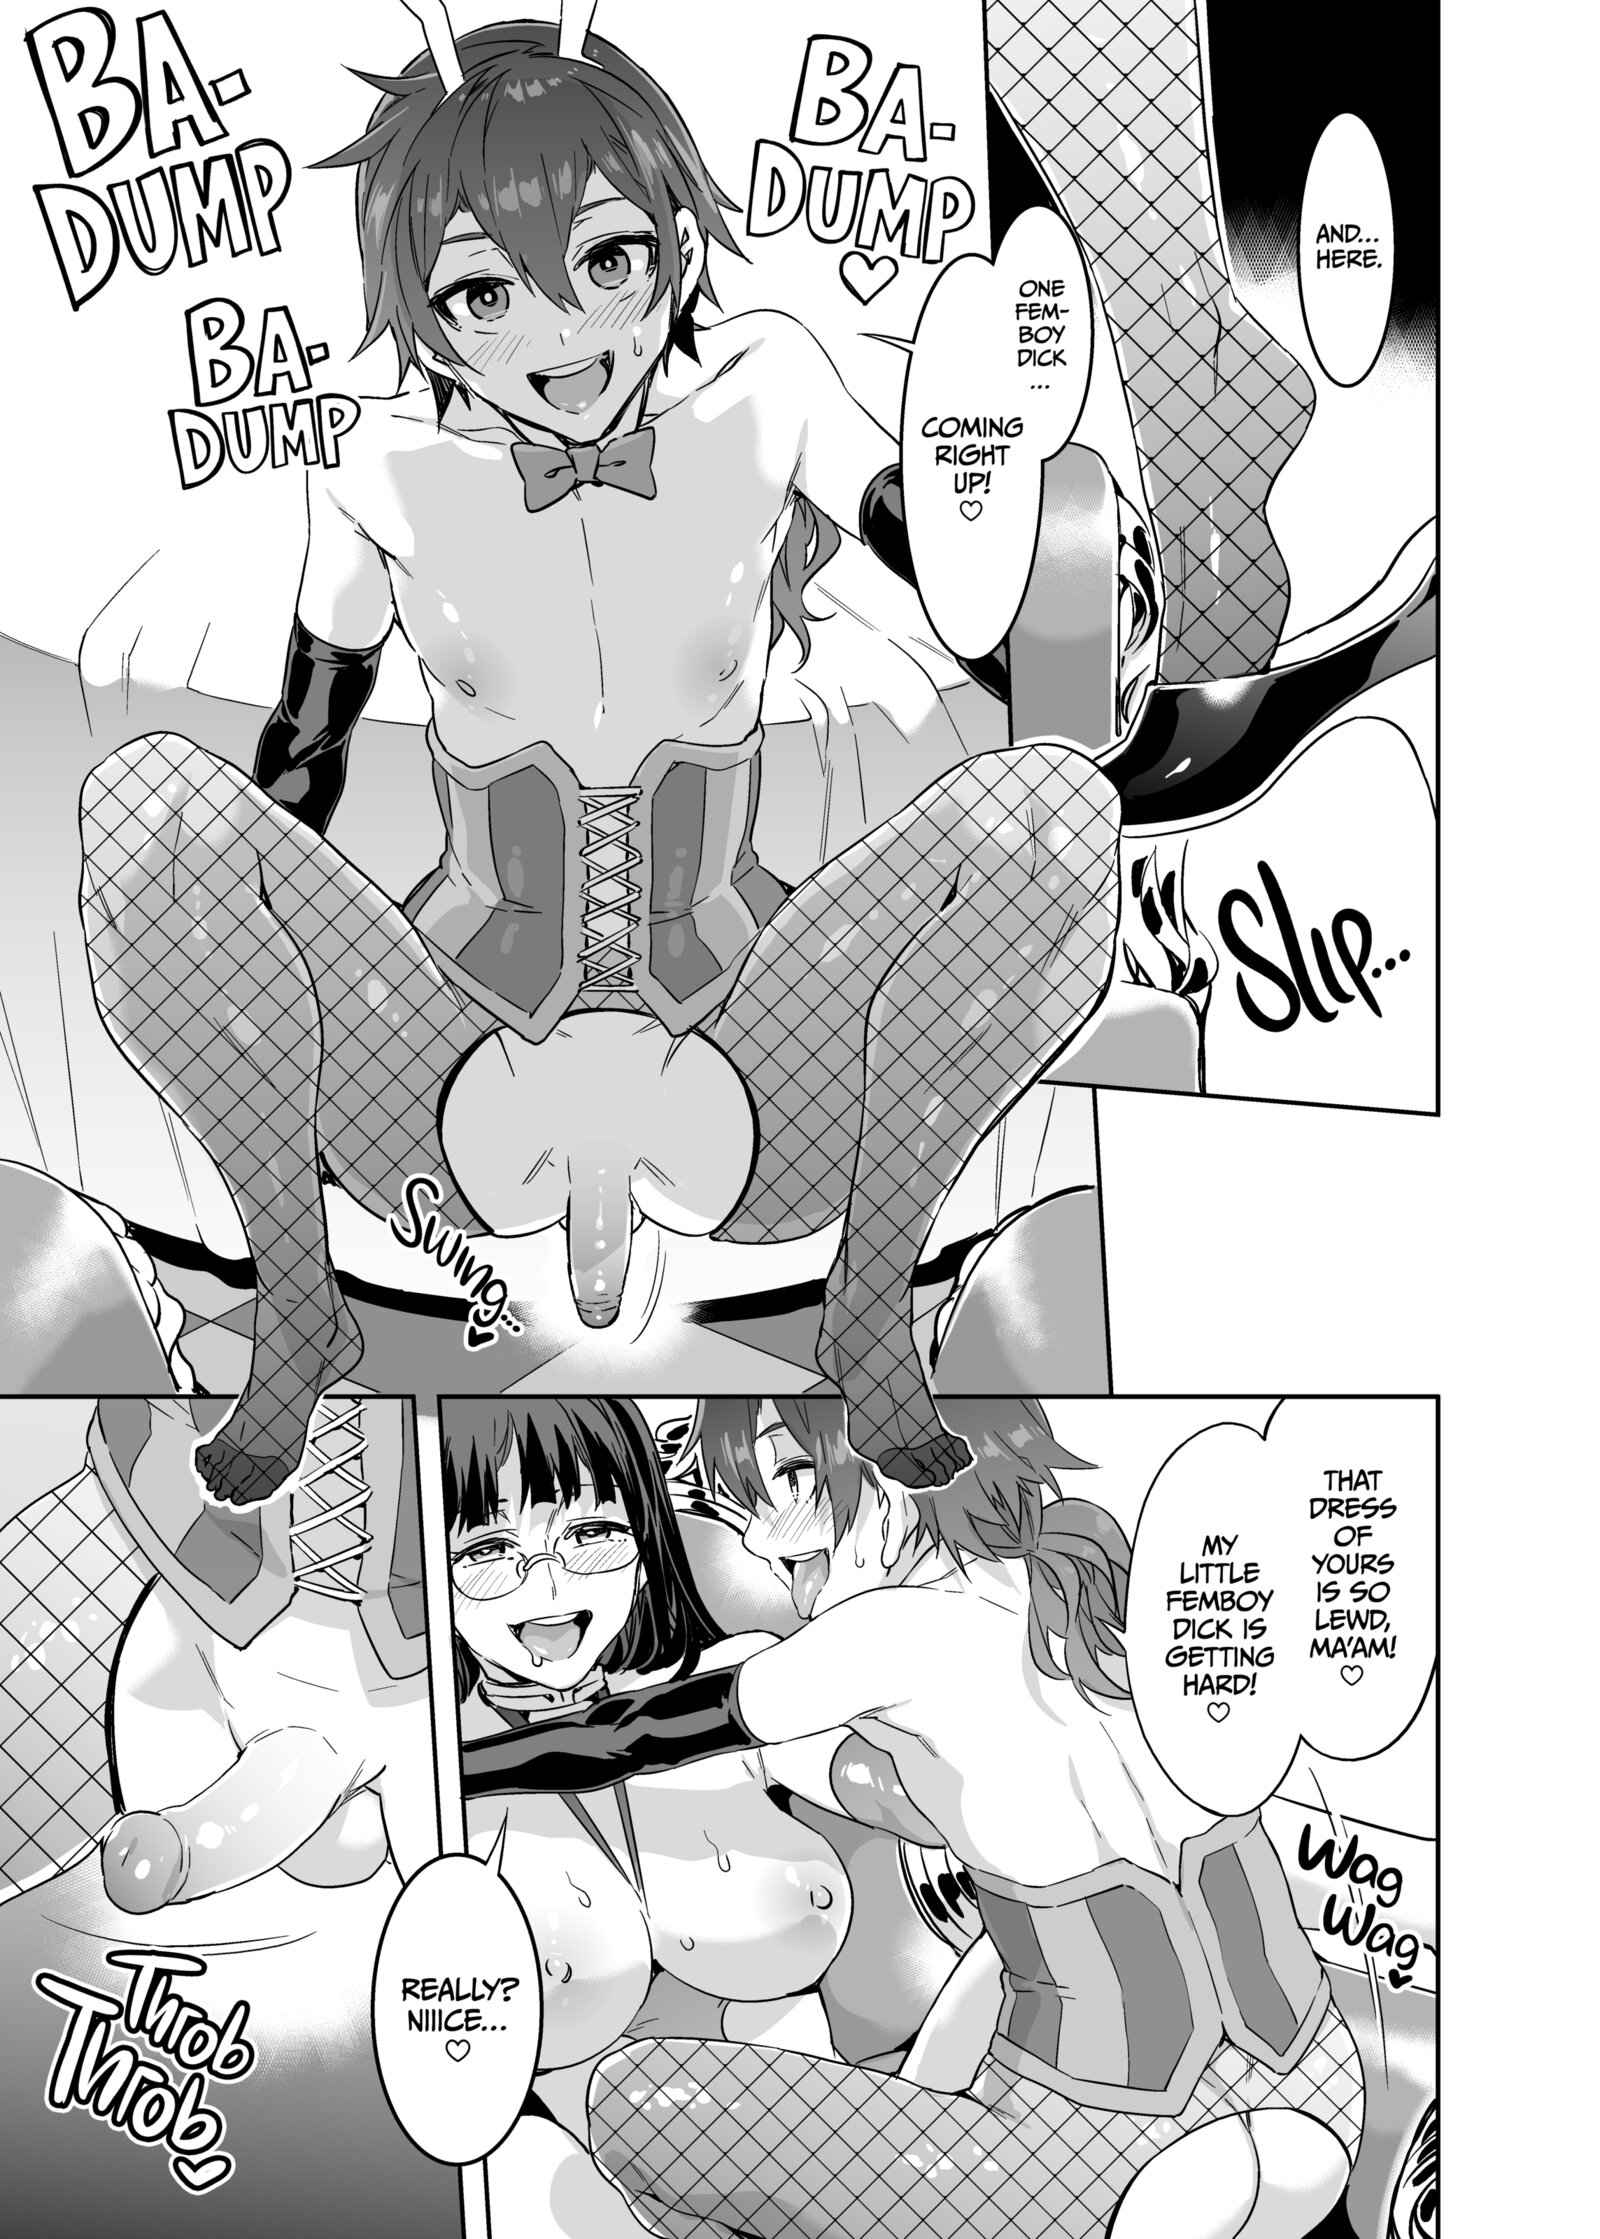 AND...
HERE.
SLIP...
ONE
FEM-
BOY
DICK
...
COMING
RIGHT
UP!
♡
BA-
DUMP
♡
BA-
DUMP
BA-
DUMP
SWING...
♥
THAT
DRESS
OF
YOURS
IS SO
LEWD,
MA'AM!
♡
MY
LITTLE
FEMBOY
DICK IS
GETTING
HARD!
♡
WAG
WAG
♥
REALLY?
NIIICE...
♡
THROB
THROB
♡